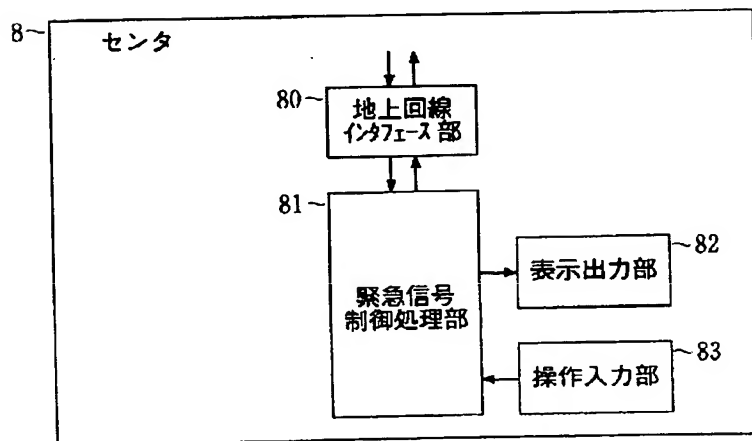 8~
センタ
80~
地上回線
インタフェース部
81~
緊急信号
制御処理部
~82
表示出力部
~83
操作入力部